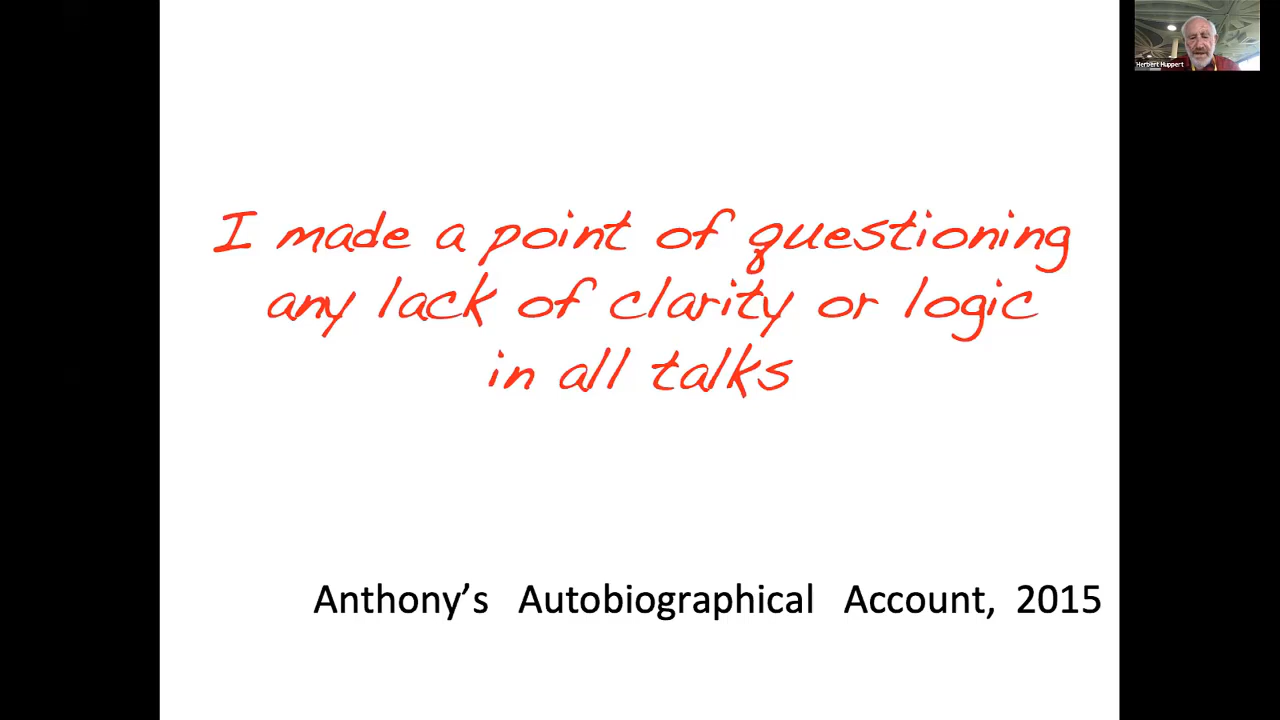 Herbert Huppert
I made a point of questioning
any lack of clarity or logic
in all talks
Anthony's Autobiographical Account, 2015